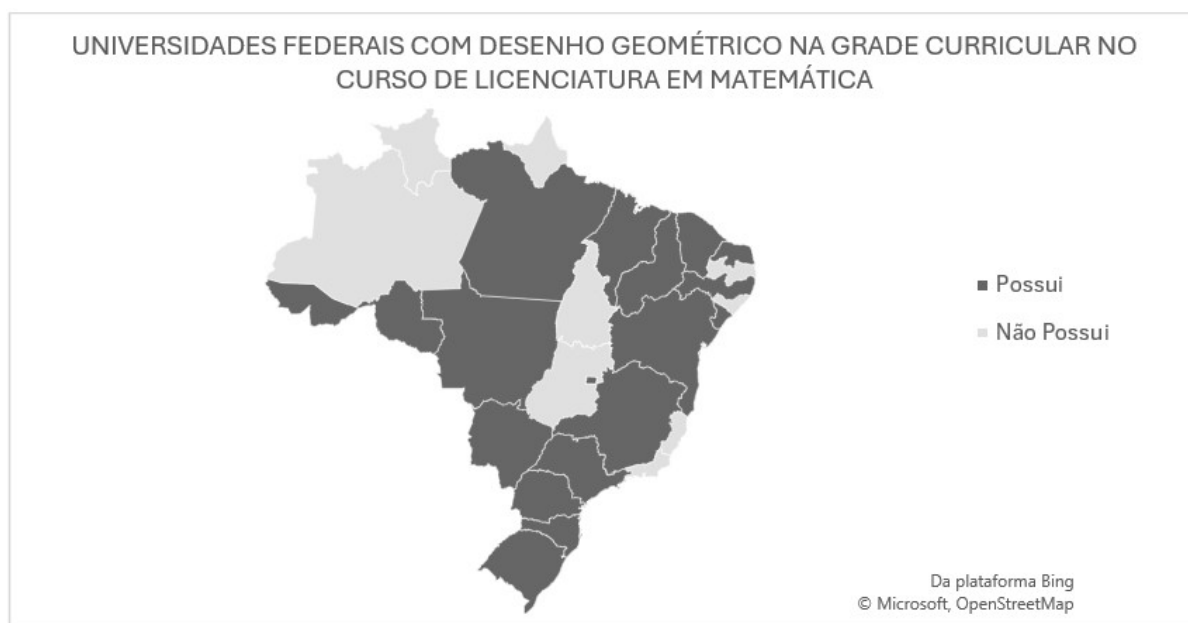 UNIVERSIDADES FEDERAIS COM DESENHO GEOMÉTRICO NA GRADE CURRICULAR NO
CURSO DE LICENCIATURA EM MATEMÁTICA
Possui
Não Possui
Da plataforma Bing
© Microsoft, OpenStreetMap